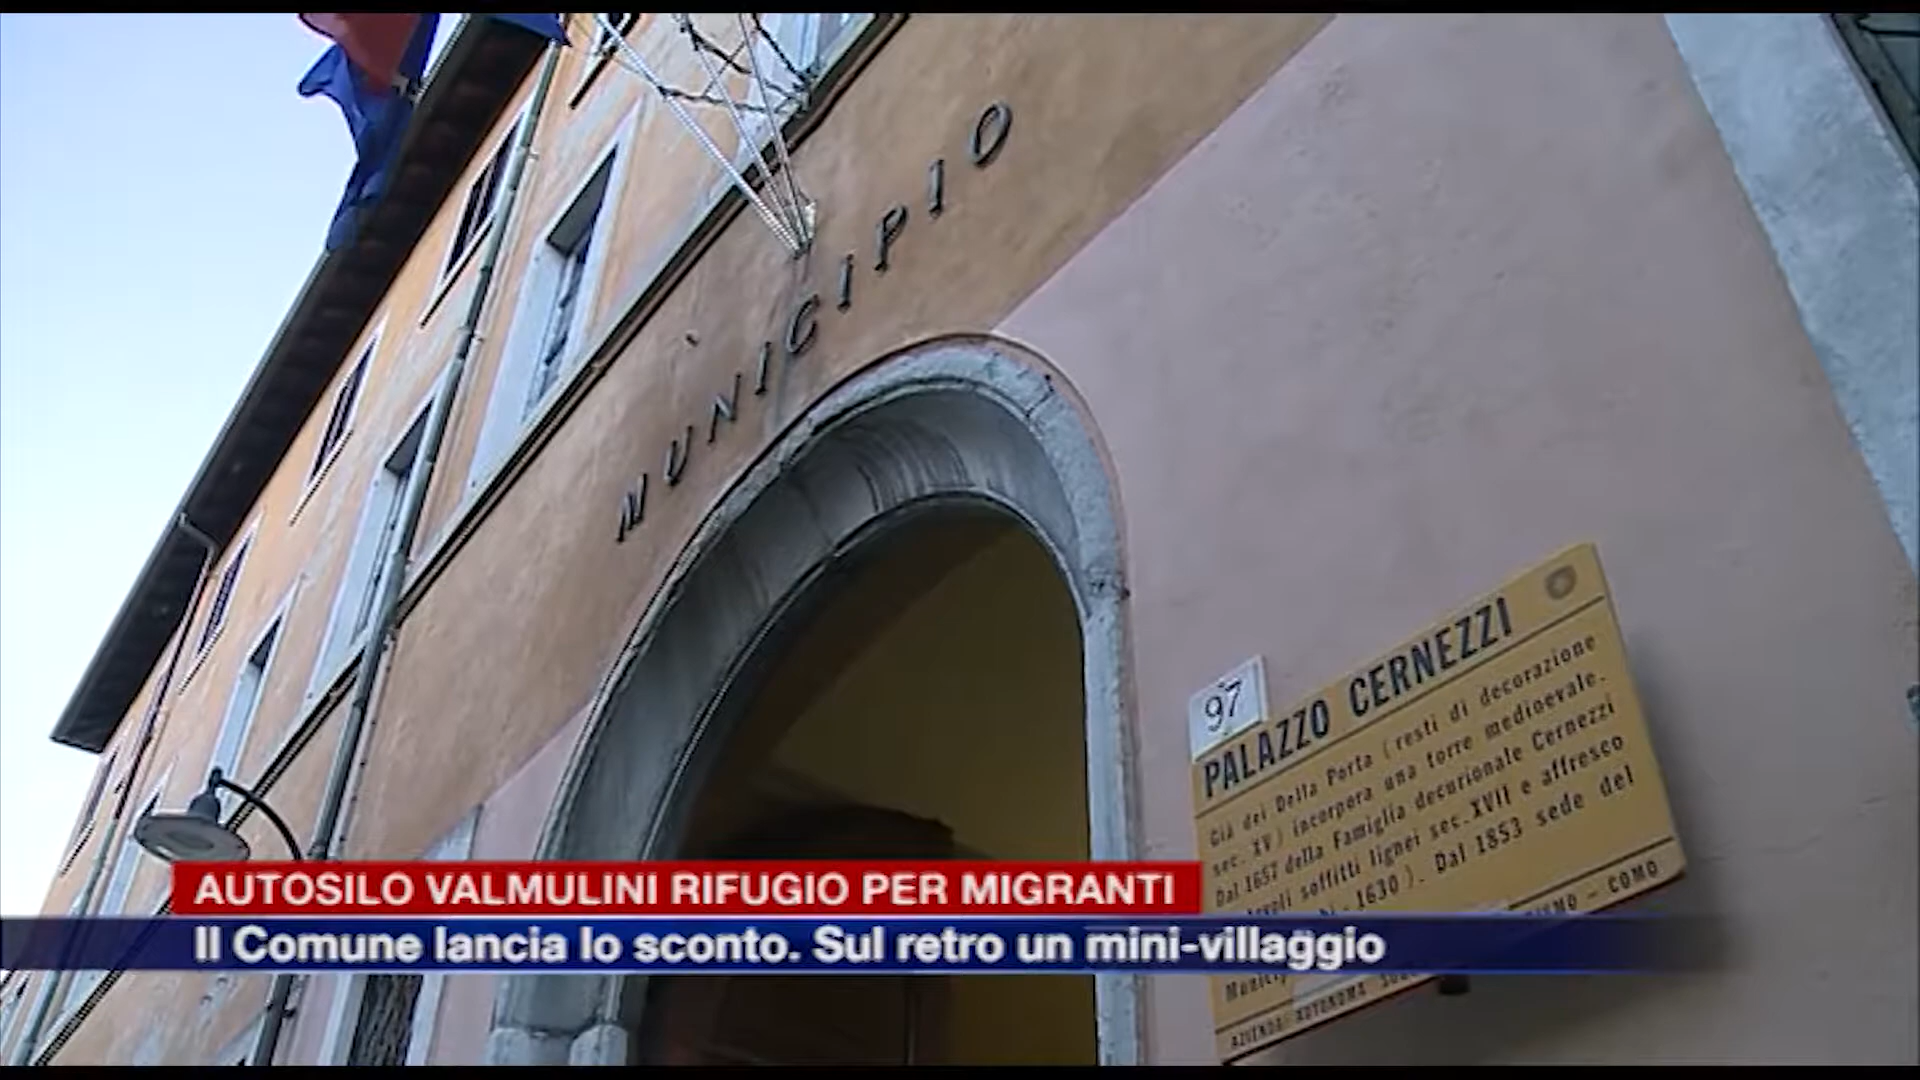 MUNICIPIO
97
PALAZZO CERNEZZI
Già dei Della Porta (resti di decorazione
sec. XV) incorpora una torre medioevale.
Dal 1657 della Famiglia decurionale Cernezzi
soffitti lignei sec. XVII e affresco
- 1630). Dal 1853 sede del
COMO
AZIENDA AUTONOMA
AUTOSILO VALMULINI RIFUGIO PER MIGRANTI
Il Comune lancia lo sconto. Sul retro un mini-villaggio